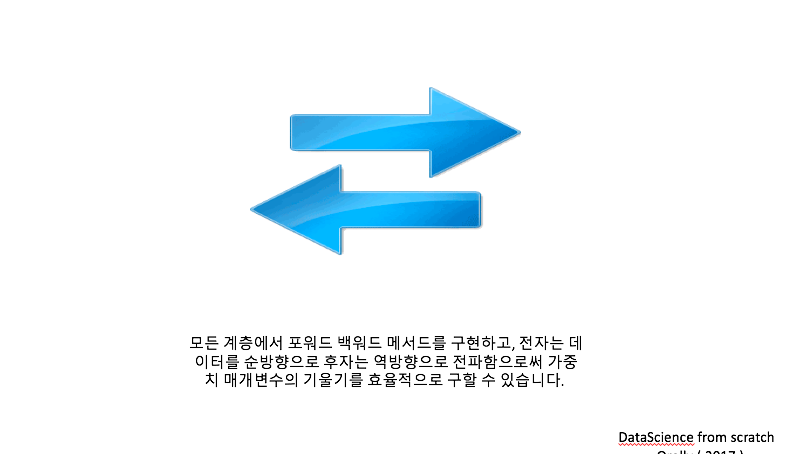 모든 계층에서 포워드 백워드 메서드를 구현하고, 전자는 데
이터를 순방향으로 후자는 역방향으로 전파함으로써 가중
치 매개변수의 기울기를 효율적으로 구할 수 있습니다.
DataScience from scratch
( 2017 )